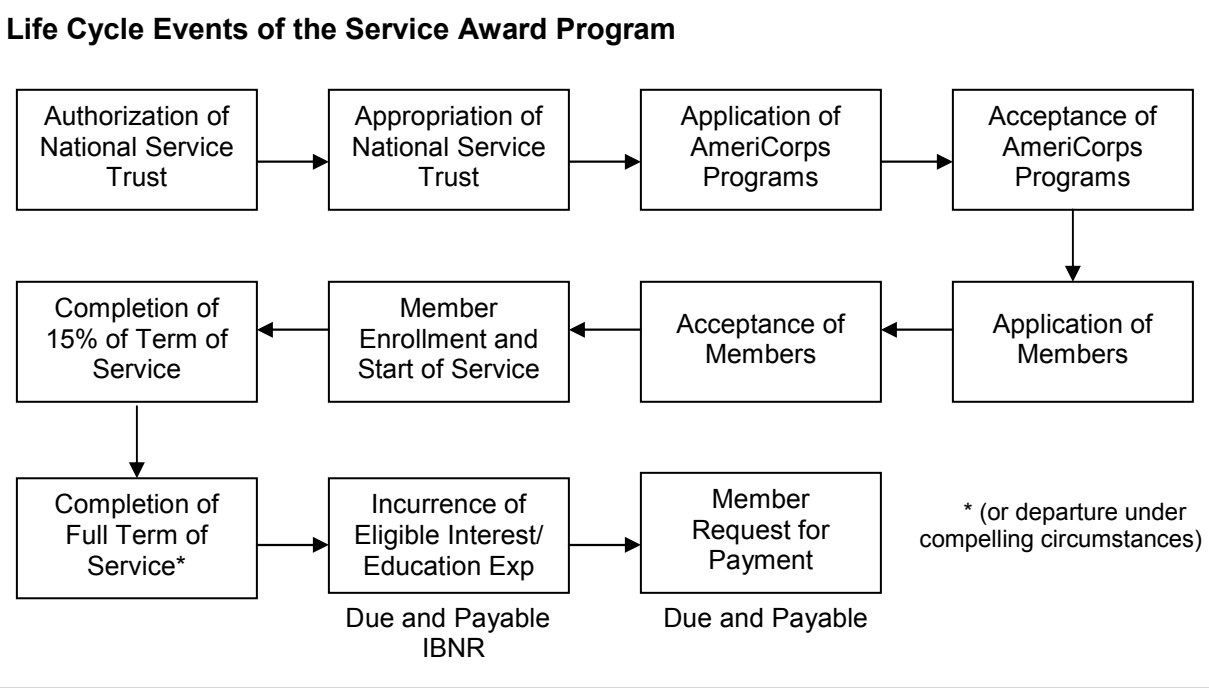 Life Cycle Events of the Service Award Program
Authorization of
National Service
Trust
Appropriation of
National Service
Trust
Application of
AmeriCorps
Programs
Acceptance of
AmeriCorps
Programs
Application of
Members
Acceptance of
Members
Member
Enrollment and
Start of Service
Completion of
15% of Term of
Service
Completion of
Full Term of
Service*
Incurrence of
Eligible Interest/
Education Exp
Due and Payable
IBNR
Member
Request for
Payment
Due and Payable
* (or departure under
compelling circumstances)